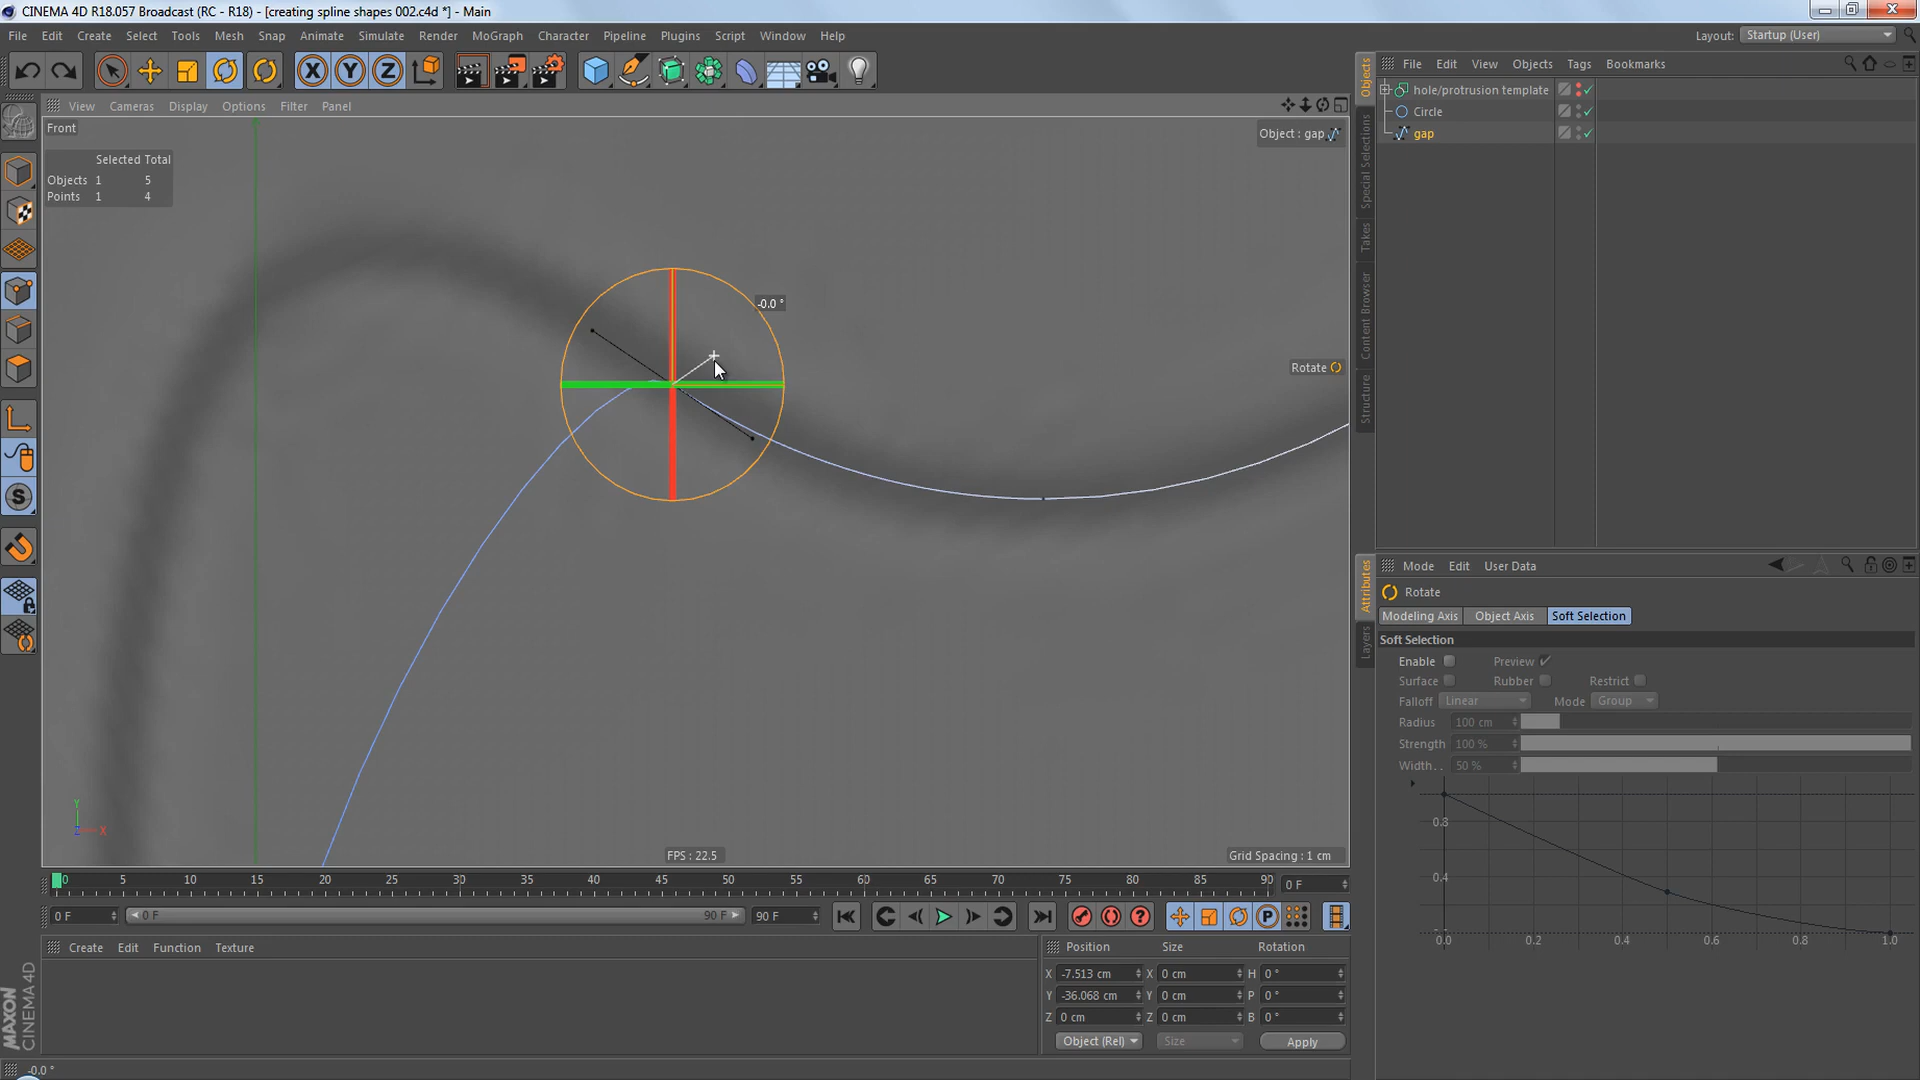 CINEMA 4D R18.057 Broadcast (RC - R18) - [creating spline shapes 002.c4d *] - Main
File Edit Create Select Tools Mesh Snap Animate Simulate Render MoGraph Character Pipeline Plugins Script Window Help
Layout: Startup (User)
X Y Z
View Cameras Display Options Filter Panel
Front
Object : gap
Selected Total
Objects 1 5
Points 1 4
-0.0 °
Rotate
S
Y
Z X
FPS : 22.5
Grid Spacing : 1 cm
0 5 10 15 20 25 30 35 40 45 50 55 60 65 70 75 80 85 90
0 F
0 F 0 F 90 F 90 F
P
Create Edit Function Texture
Position Size Rotation
X -7.513 cm X 0 cm H 0 °
Y -36.068 cm Y 0 cm P 0 °
Z 0 cm Z 0 cm B 0 °
Object (Rel) Size Apply
MAXON
CINEMA 4D
-0.0 °
File Edit View Objects Tags Bookmarks
hole/protrusion template
Circle
gap
Objects
Special Selections
Takes
Content Browser
Structure
Attributes
Layers
Mode Edit User Data
Rotate
Modeling Axis Object Axis Soft Selection
Soft Selection
Enable Preview
Surface Rubber Restrict
Falloff Linear Mode Group
Radius 100 cm
Strength 100 %
Width . . 50 %
0.8
0.4
0.0 0.2 0.4 0.6 0.8 1.0